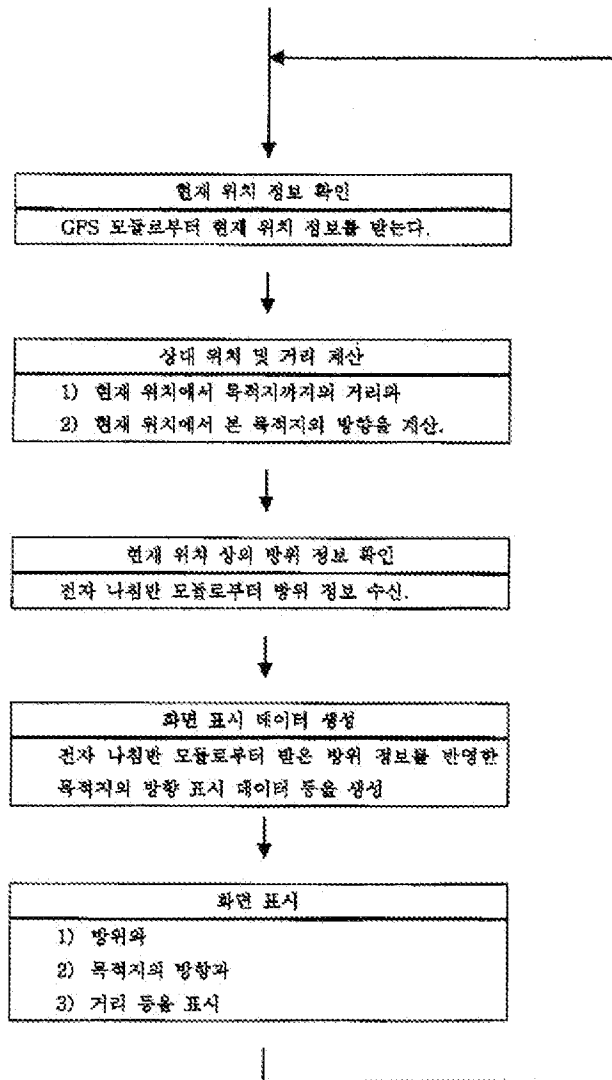 현재 위치 정보 확인
GPS 모듈로부터 현재 위치 정보를 받는다.
상대 위치 및 거리 계산
1) 현재 위치에서 목적지까지의 거리와
2) 현재 위치에서 본 목적지의 방향을 계산.
현재 위치 상의 방위 정보 확인
전자 나침반 모듈로부터 방위 정보 수신.
화면 표시 데이터 생성
전자 나침반 모듈로부터 받은 방위 정보를 반영한
목적지의 방향 표시 데이터 등을 생성
화면 표시
1) 방위와
2) 목적지의 방향과
3) 거리 등을 표시